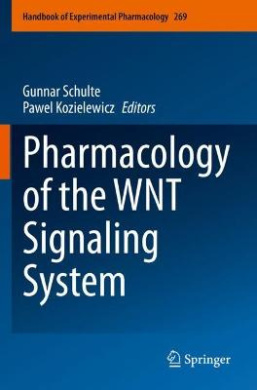 Handbook of Experimental Pharmacology 269
Gunnar Schulte
Pawel Kozielewicz Editors
Pharmacology
of the WNT
Signaling
System
Springer